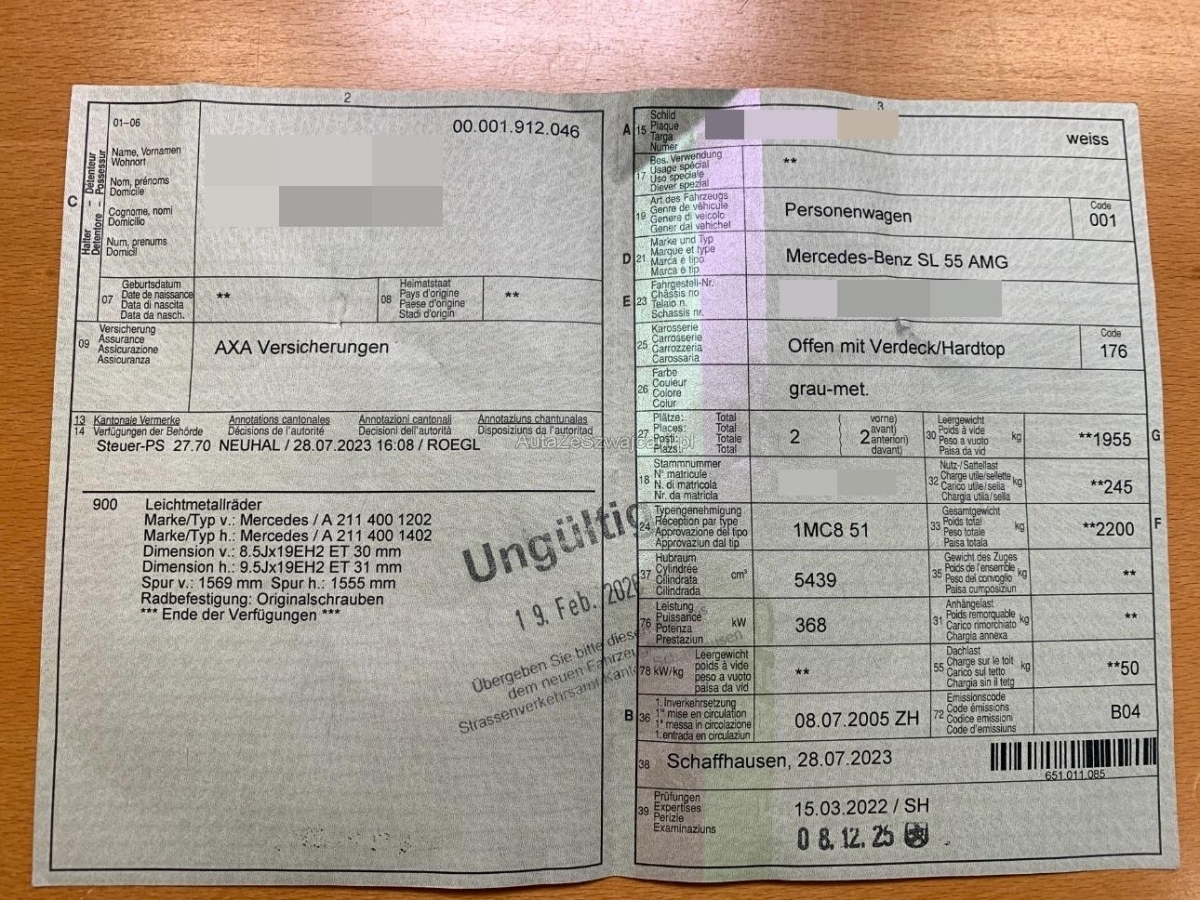 2
01-06
00.001.912.046
C
Halter - Détenteur
Detentore - Possessur
Name, Vornamen
Wohnort
Nom, prénoms
Domicile
Cognome, nomi
Domicilio
Num, prenums
Domicil
07
Geburtsdatum
Date de naissance
Data di nascita
Data da nasch.
**
08
Heimatstaat
Pays d'origine
Paese d'origine
Stadi d'origin
**
09
Versicherung
Assurance
Assicurazione
Assicuranza
AXA Versicherungen
13 Kantonale Vermerke Annotations cantonales Annotazioni cantonali Annotaziuns chantunalas
14 Verfügungen der Behörde Décisions de l'autorité Decisioni dell'autorità Disposiziuns da l'autoritad
Steuer-PS 27.70 NEUHAL / 28.07.2023 16:08 / ROEGL
900 Leichtmetallräder
Marke/Typ v.: Mercedes / A 211 400 1202
Marke/Typ h.: Mercedes / A 211 400 1402
Dimension v.: 8.5Jx19EH2 ET 30 mm
Dimension h.: 9.5Jx19EH2 ET 31 mm
Spur v.: 1569 mm Spur h.: 1555 mm
Radbefestigung: Originalschrauben
*** Ende der Verfügungen ***
Ungültig
19. Feb. 2026
Übergeben Sie bitte diese
dem neuen Fahrze
Strassenverkehrsamt Kant
3
A 15
Schild
Plaque
Targa
Numer
weiss
17
Bes. Verwendung
Usage spécial
Uso speciale
Diever spezial
**
19
Art des Fahrzeugs
Genre de véhicule
Genere di veicolo
Gener dal vehichel
Personenwagen
Code
001
D 21
Marke und Typ
Marque et type
Marca e tipo
Marca e tip
Mercedes-Benz SL 55 AMG
E 23
Fahrgestell-Nr.
Châssis no
Telaio n.
Schassis nr.
25
Karosserie
Carrosserie
Carrozzeria
Carossaria
Offen mit Verdeck/Hardtop
Code
176
26
Farbe
Couleur
Colore
Colur
grau-met.
27
Plätze: Total
Places: Total
Posti: Totale
Plazs: Total
2
2
vorne)
avant)
anteriori)
davant)
30
Leergewicht
Poids à vide
Peso a vuoto
Paisa da vid
kg
**1955
G
18
Stammnummer
N° matricule
N. di matricola
Nr. da matricla
32
Nutz-/Sattellast
Charge utile/sellette
Carico utile/sella
Chargia utila/sella
kg
**245
24
Typengenehmigung
Réception par type
Approvazione del tipo
Approvaziun dal tip
1MC8 51
33
Gesamtgewicht
Poids total
Peso totale
Paisa totala
kg
**2200
F
37
Hubraum
Cylindrée
Cilindrata
Cilindrada
cm³
5439
35
Gewicht des Zuges
Poids de l'ensemble
Peso del convoglio
Paisa cumposiziun
kg
**
76
Leistung
Puissance
Potenza
Prestaziun
kW
368
31
Anhängelast
Poids remorquable
Carico rimorchiato
Chargia annexa
kg
**
78 kW/kg
Leergewicht
poids à vide
peso a vuoto
paisa da vid
**
55
Dachlast
Charge sur le toit
Carico sul tetto
Chargia sin il tetg
kg
**50
B 36
1. Inverkehrsetzung
1re mise en circulation
1a messa in circolazione
1. entrada en circulaziun
08.07.2005 ZH
72
Emissionscode
Code émissions
Codice emissioni
Code d'emissiuns
B04
38 Schaffhausen, 28.07.2023
651.011.085
39
Prüfungen
Expertises
Perizie
Examinaziuns
15.03.2022 / SH
08.12.25